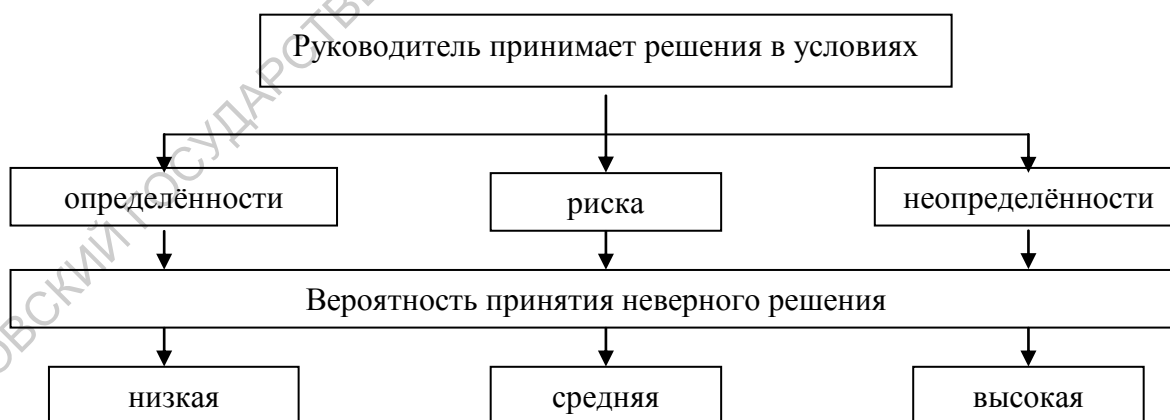 Руководитель принимает решения в условиях
определённости
риска
неопределённости
Вероятность принятия неверного решения
низкая
средняя
высокая